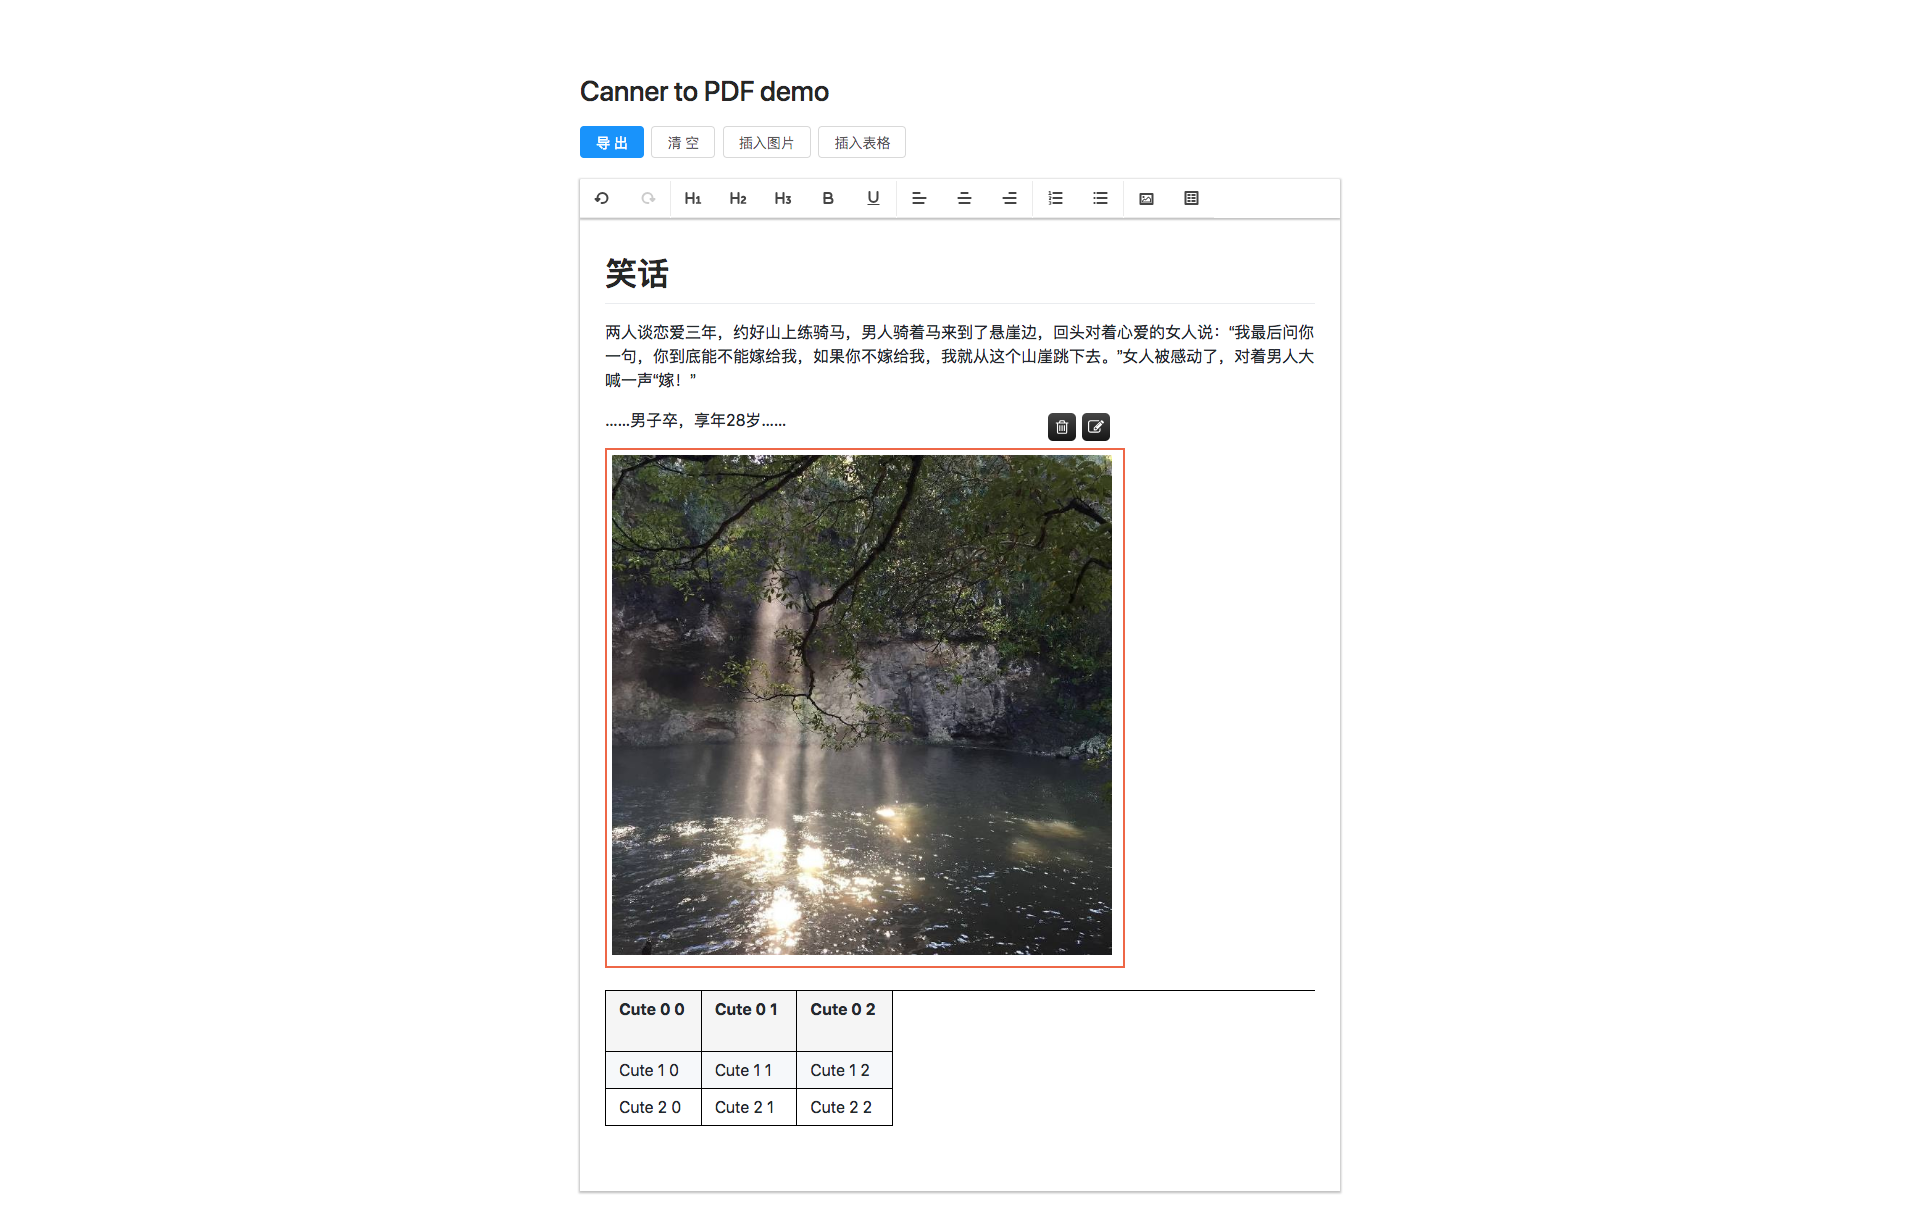 Canner to PDF demo
导 出 清 空 插入图片 插入表格
H1 H2 H3 B U
笑话
两人谈恋爱三年，约好山上练骑马，男人骑着马来到了悬崖边，回头对着心爱的女人说：“我最后问你
一句，你到底能不能嫁给我，如果你不嫁给我，我就从这个山崖跳下去。”女人被感动了，对着男人大
喊一声“嫁！”
……男子卒，享年28岁……
Cute 0 0 Cute 0 1 Cute 0 2
Cute 1 0 Cute 1 1 Cute 1 2
Cute 2 0 Cute 2 1 Cute 2 2